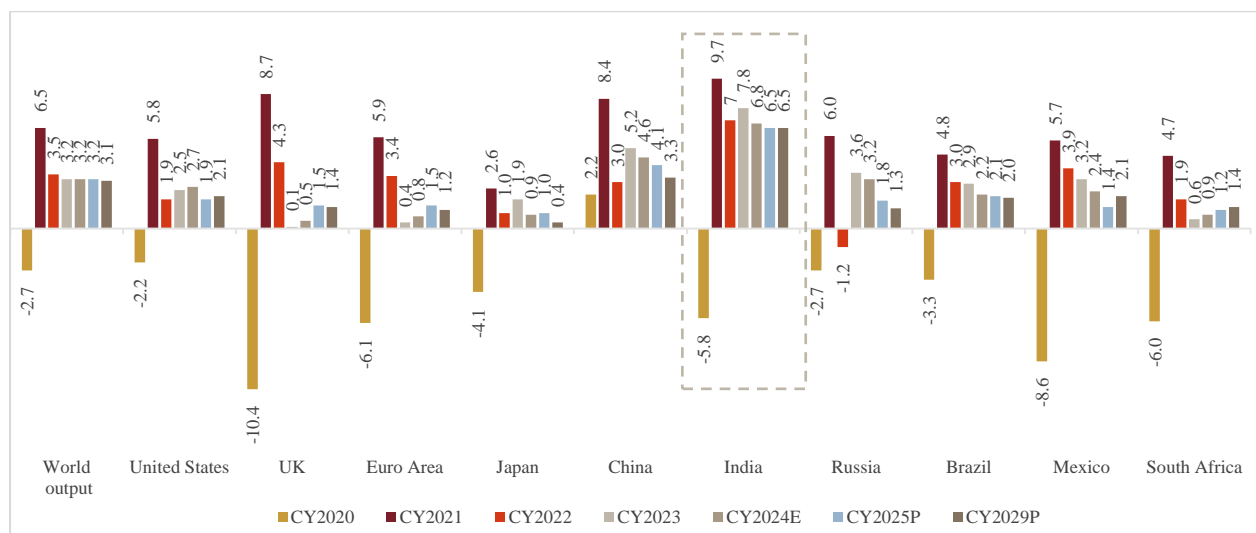 -2.7 6.5 3.5 3.2 3.2 3.2 3.1
-2.2 5.8 1.9 2.5 2.7 1.9 2.1
-10.4 8.7 4.3 0.1 0.5 1.5 1.4
-6.1 5.9 3.4 0.4 0.8 1.5 1.2
-4.1 2.6 1.0 1.9 0.9 1.0 0.4
2.2 8.4 3.0 5.2 4.6 4.1 3.3
-5.8 9.7 7 7.8 6.8 6.5 6.5
-2.7 6.0 -1.2 3.6 3.2 1.8 1.3
-3.3 4.8 3.0 2.9 2.2 2.1 2.0
-8.6 5.7 3.9 3.2 2.4 1.4 2.1
-6.0 4.7 1.9 0.6 0.9 1.2 1.4
World output
United States
UK
Euro Area
Japan
China
India
Russia
Brazil
Mexico
South Africa
CY2020 CY2021 CY2022 CY2023 CY2024E CY2025P CY2029P